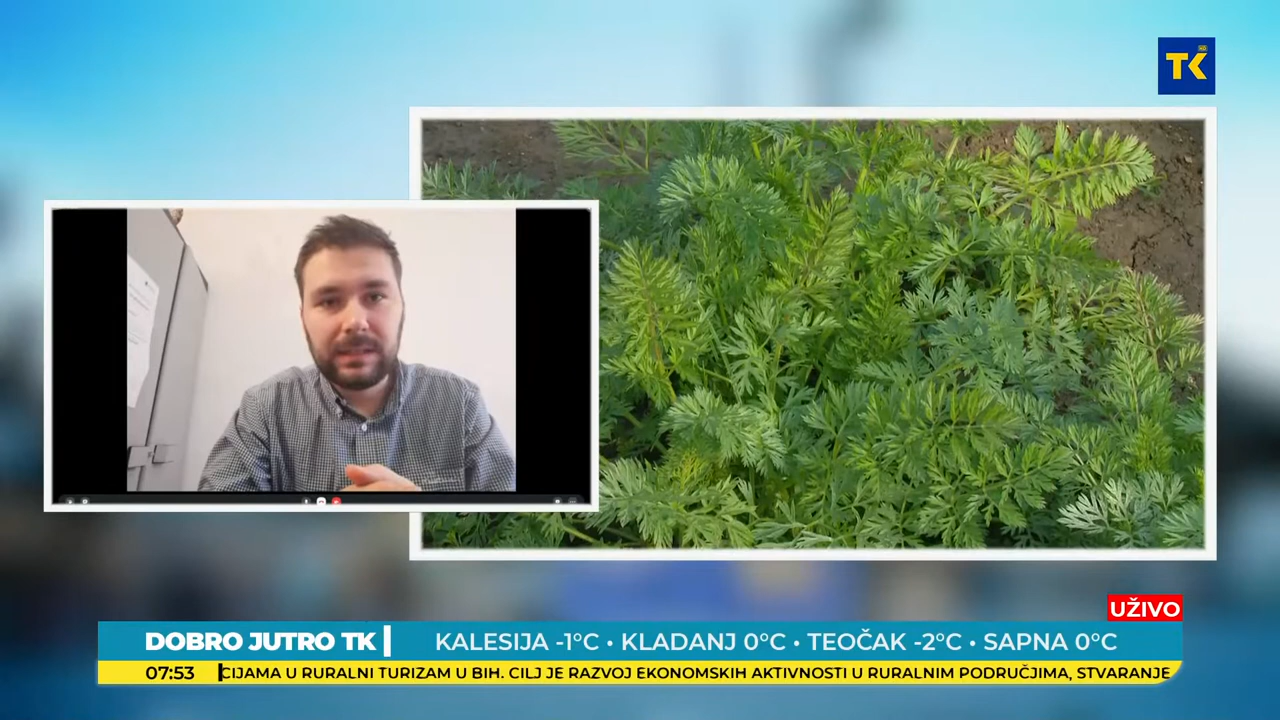 TK
HD
UŽIVO
DOBRO JUTRO TK
KALESIJA -1°C • KLADANJ 0°C • TEOČAK -2°C • SAPNA 0°C
07:53
CIJAMA U RURALNI TURIZAM U BIH. CILJ JE RAZVOJ EKONOMSKIH AKTIVNOSTI U RURALNIM PODRUČJIMA, STVARANJE